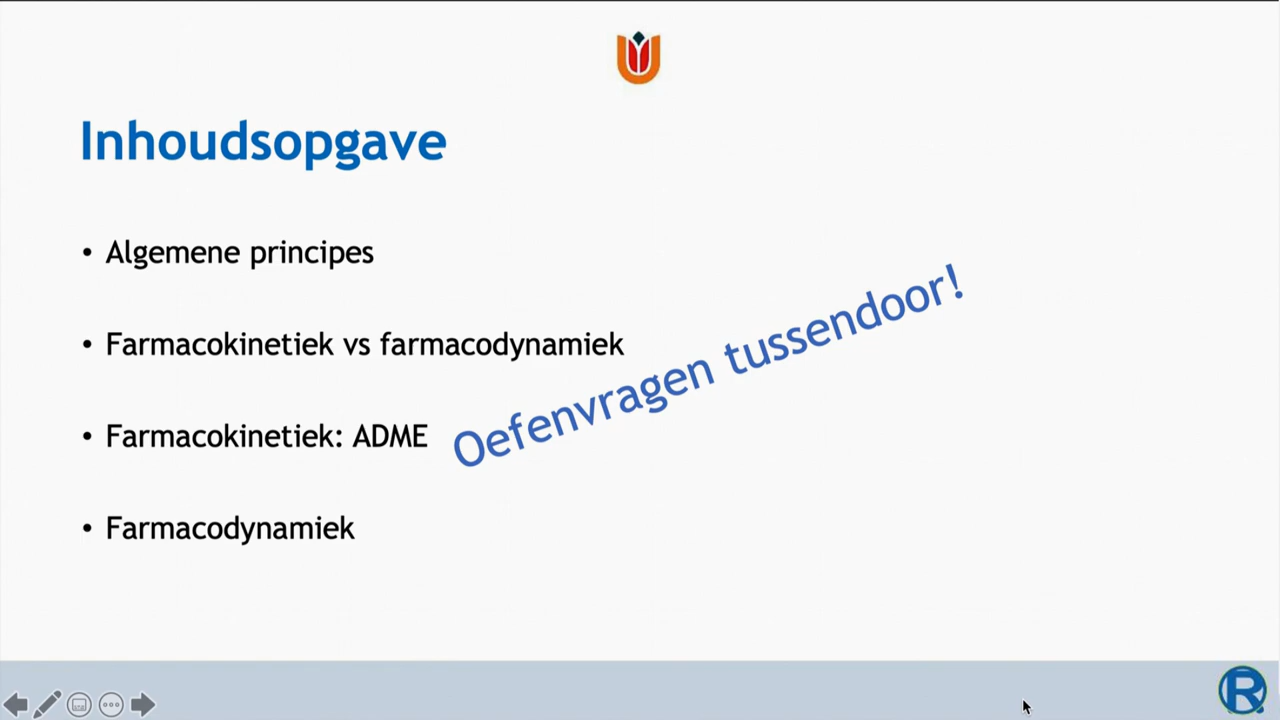 Inhoudsopgave
• Algemene principes
• Farmacokinetiek vs farmacodynamiek
Oefenvragen tussendoor!
• Farmacokinetiek: ADME
• Farmacodynamiek
R